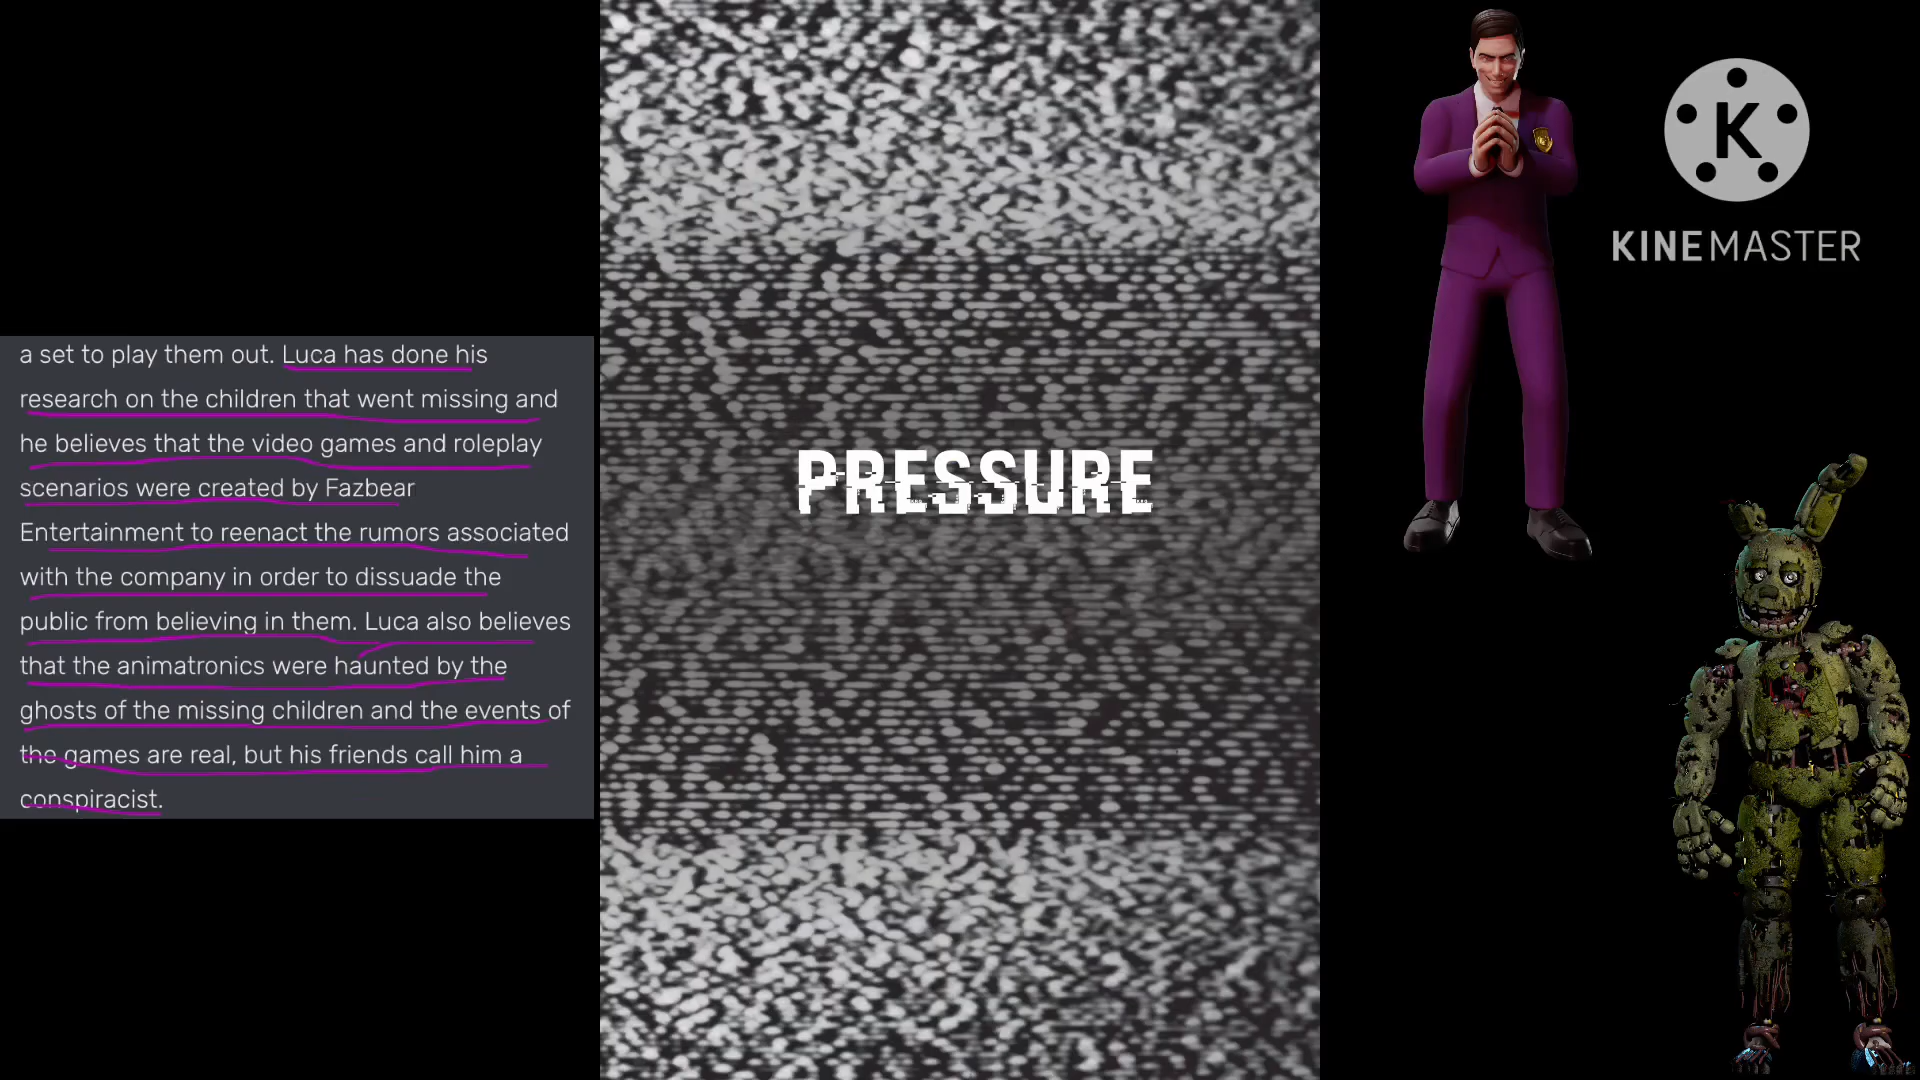 a set to play them out. Luca has done his
research on the children that went missing and
he believes that the video games and roleplay
scenarios were created by Fazbear
Entertainment to reenact the rumors associated
with the company in order to dissuade the
public from believing in them. Luca also believes
that the animatronics were haunted by the
ghosts of the missing children and the events of
the games are real, but his friends call him a
conspiracist.
PRESSURE
K
KINEMASTER